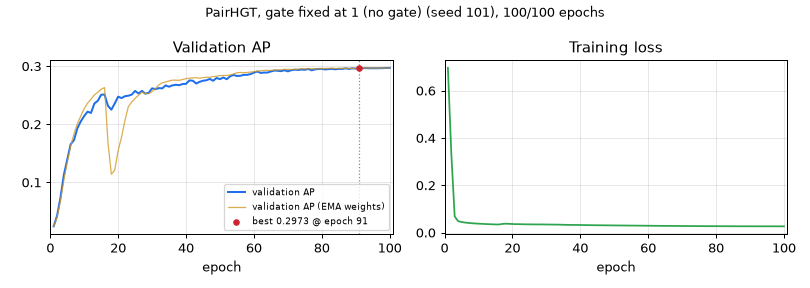 PairHGT, gate fixed at 1 (no gate) (seed 101), 100/100 epochs
Validation AP
0.3
0.2
0.1
validation AP
validation AP (EMA weights)
best 0.2973 @ epoch 91
0 20 40 60 80 100
epoch
Training loss
0.6
0.4
0.2
0.0
0 20 40 60 80 100
epoch